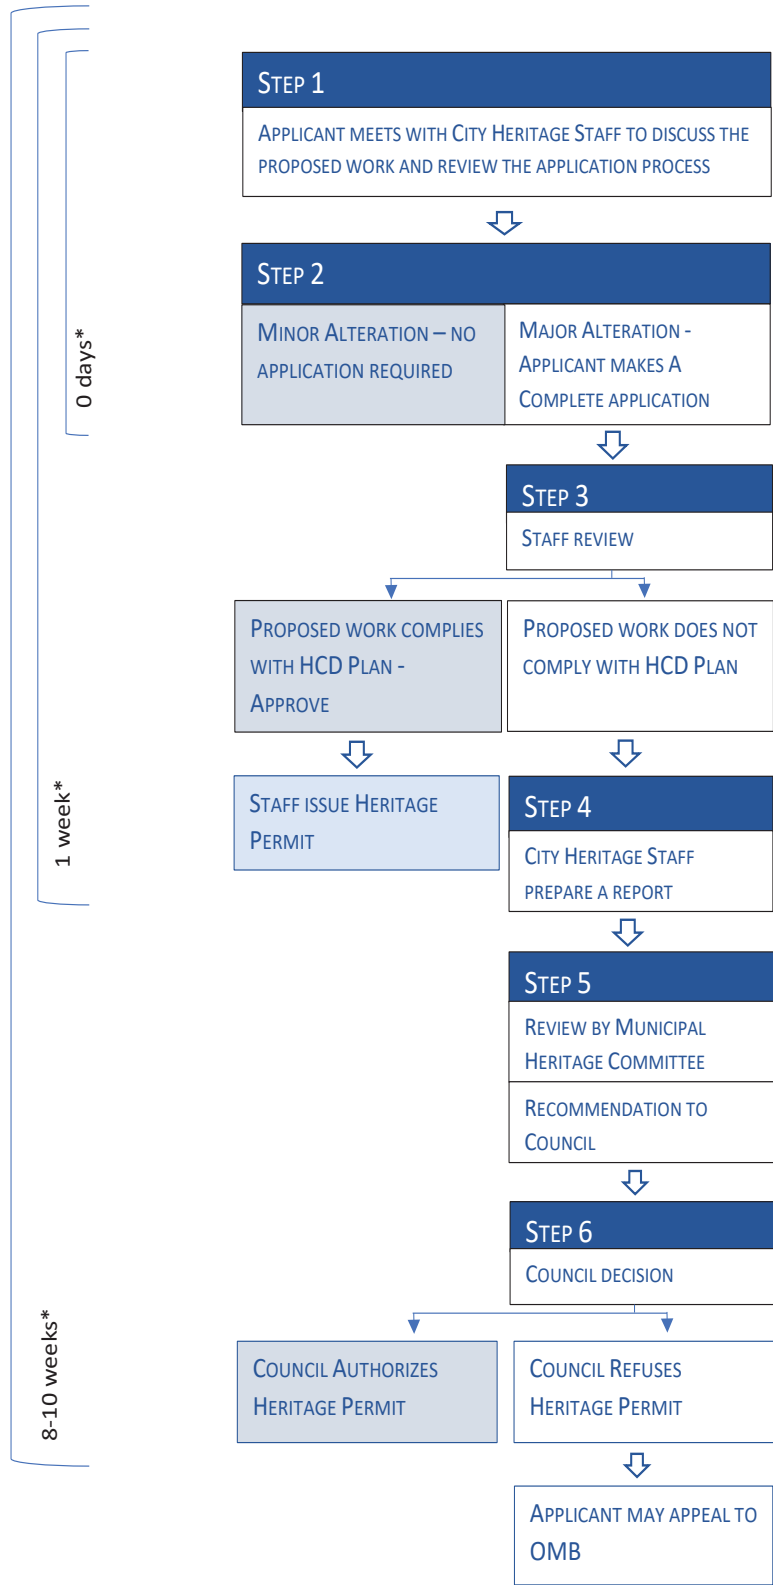 STEP 1
APPLICANT MEETS WITH CITY HERITAGE STAFF TO DISCUSS THE
PROPOSED WORK AND REVIEW THE APPLICATION PROCESS
STEP 2
MINOR ALTERATION – NO
APPLICATION REQUIRED
MAJOR ALTERATION -
APPLICANT MAKES A
COMPLETE APPLICATION
0 days*
STEP 3
STAFF REVIEW
PROPOSED WORK COMPLIES
WITH HCD PLAN -
APPROVE
PROPOSED WORK DOES NOT
COMPLY WITH HCD PLAN
STAFF ISSUE HERITAGE
PERMIT
STEP 4
CITY HERITAGE STAFF
PREPARE A REPORT
1 week*
STEP 5
REVIEW BY MUNICIPAL
HERITAGE COMMITTEE
RECOMMENDATION TO
COUNCIL
STEP 6
COUNCIL DECISION
COUNCIL AUTHORIZES
HERITAGE PERMIT
COUNCIL REFUSES
HERITAGE PERMIT
8-10 weeks*
APPLICANT MAY APPEAL TO
OMB